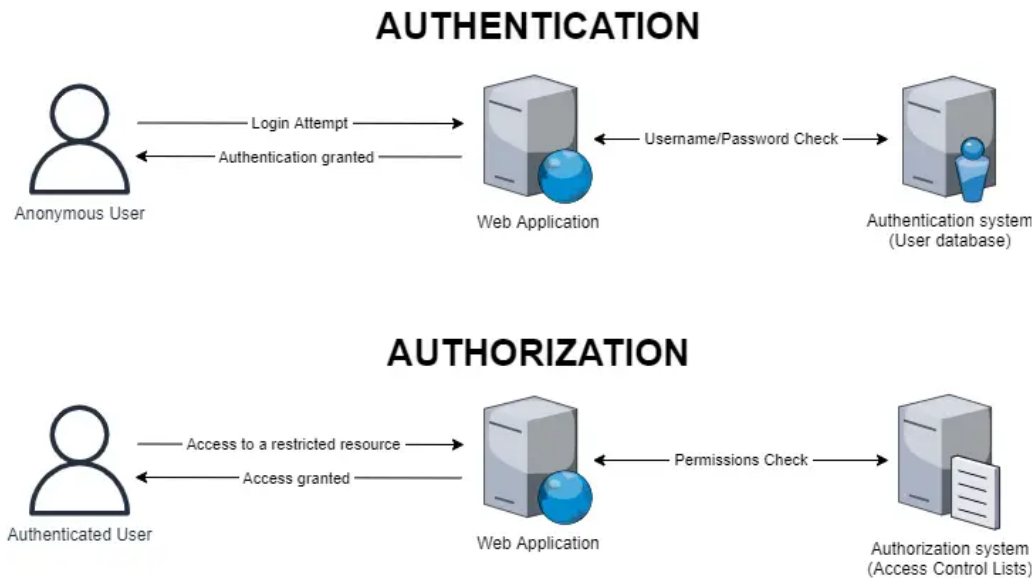 AUTHENTICATION
Login Attempt
Username/Password Check
Authentication granted
Anonymous User
Web Application
Authentication system
(User database)
AUTHORIZATION
Access to a restricted resource
Permissions Check
Access granted
Authenticated User
Web Application
Authorization system
(Access Control Lists)